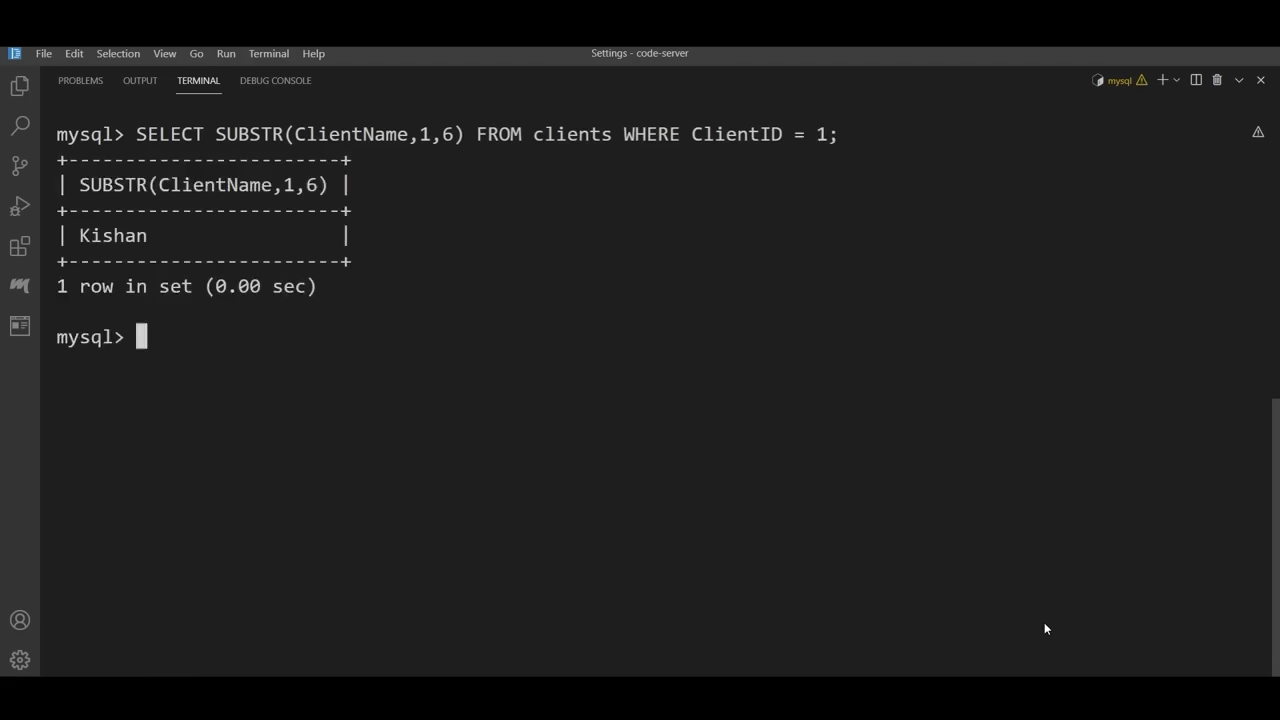 File Edit Selection View Go Run Terminal Help Settings - code-server
PROBLEMS OUTPUT TERMINAL DEBUG CONSOLE mysql
mysql> SELECT SUBSTR(ClientName,1,6) FROM clients WHERE ClientID = 1;
+------------------------+
| SUBSTR(ClientName,1,6) |
+------------------------+
| Kishan                 |
+------------------------+
1 row in set (0.00 sec)
mysql>